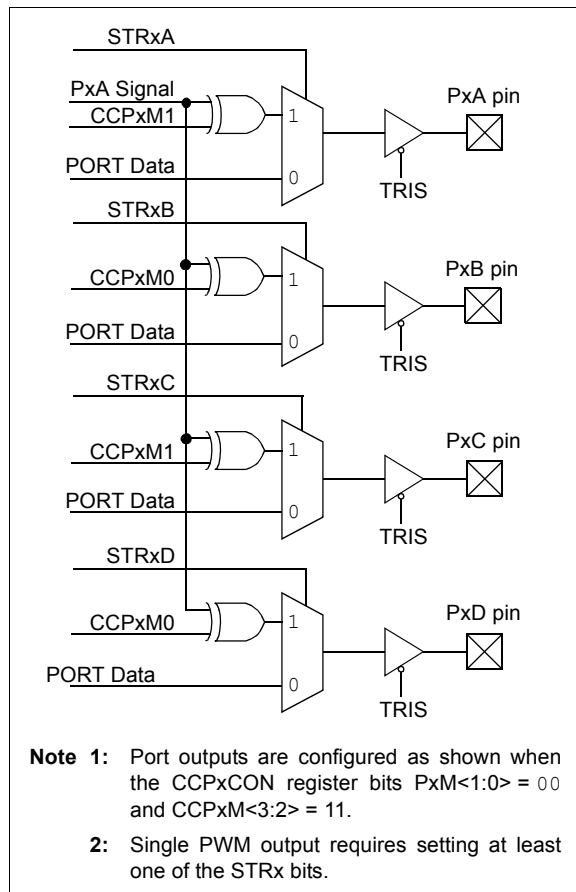 STRxA
PxA Signal
CCPxM1
PORT Data
1
0
TRIS
PxA pin
STRxB
CCPxM0
PORT Data
1
0
TRIS
PxB pin
STRxC
CCPxM1
PORT Data
1
0
TRIS
PxC pin
STRxD
CCPxM0
PORT Data
1
0
TRIS
PxD pin
Note 1: Port outputs are configured as shown when
the CCPxCON register bits PxM<1:0> = 00
and CCPxM<3:2> = 11.
2: Single PWM output requires setting at least
one of the STRx bits.